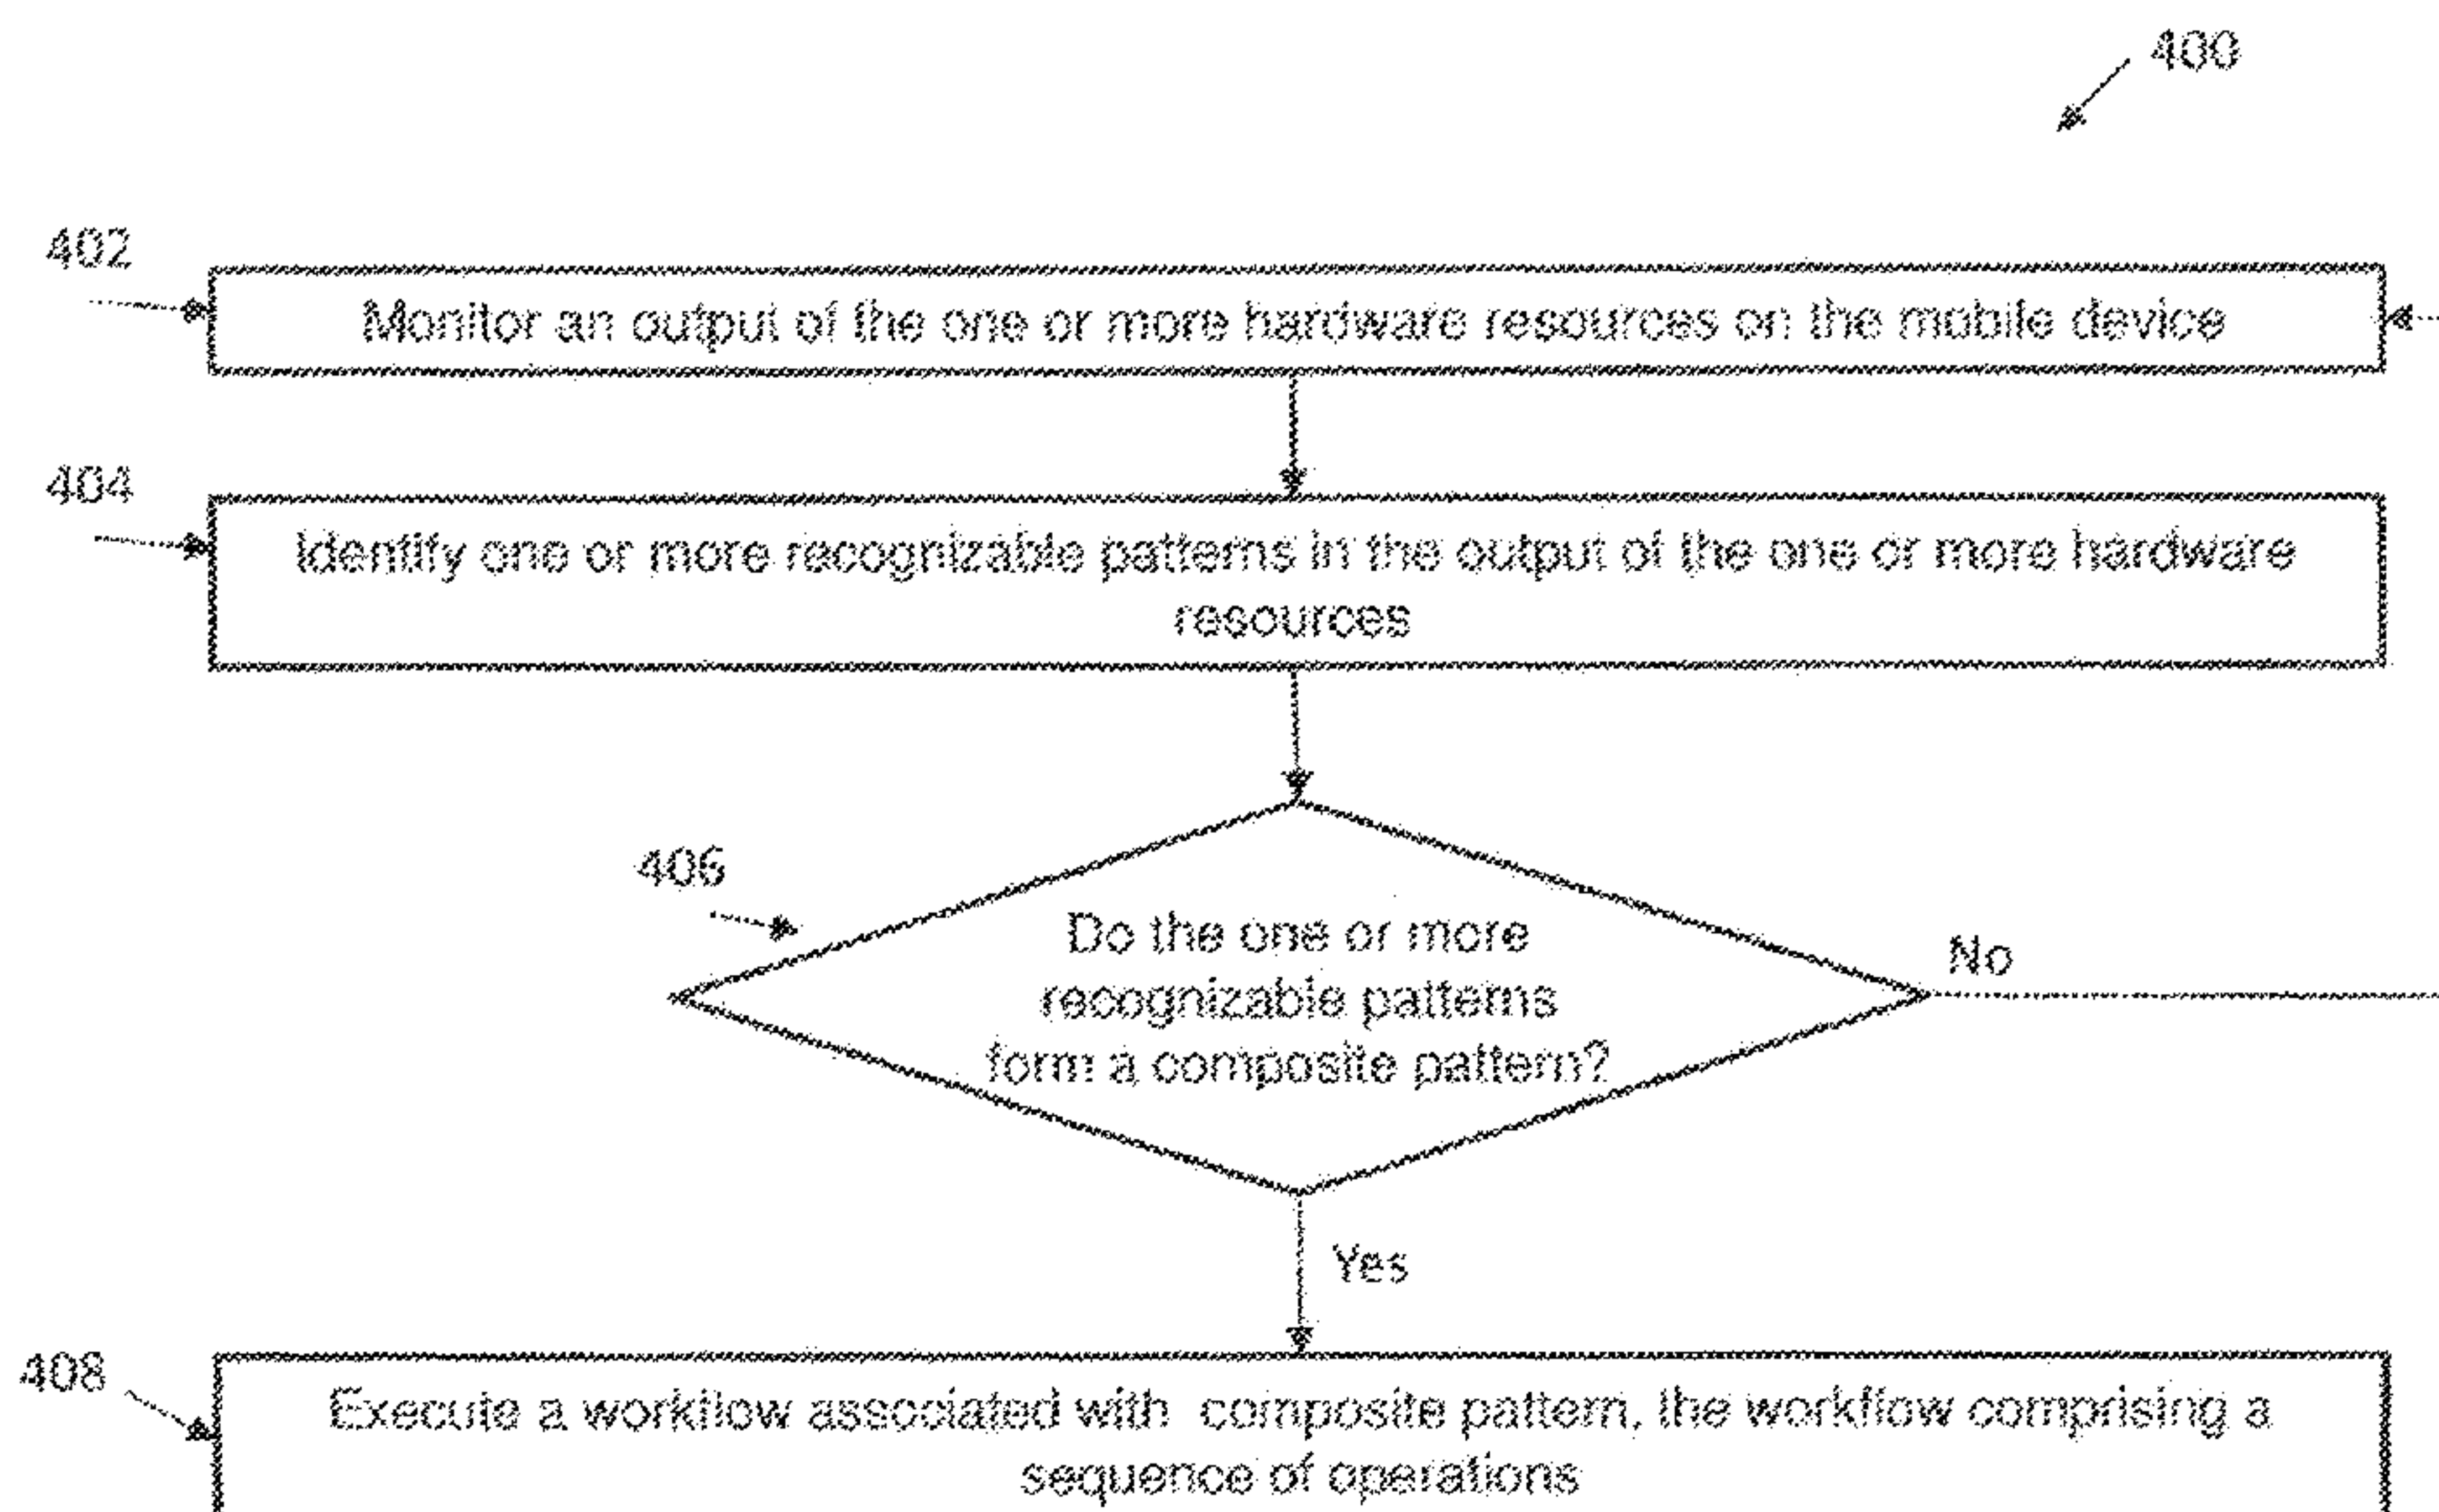 400
402
Monitor an output of the one or more hardware resources on the mobile device
404
Identify one or more recognizable patterns in the output of the one or more hardware
resources
406
Do the one or more
recognizable patterns
form a composite pattern?
No
Yes
408
Execute a workflow associated with composite pattern, the workflow comprising a
sequence of operations